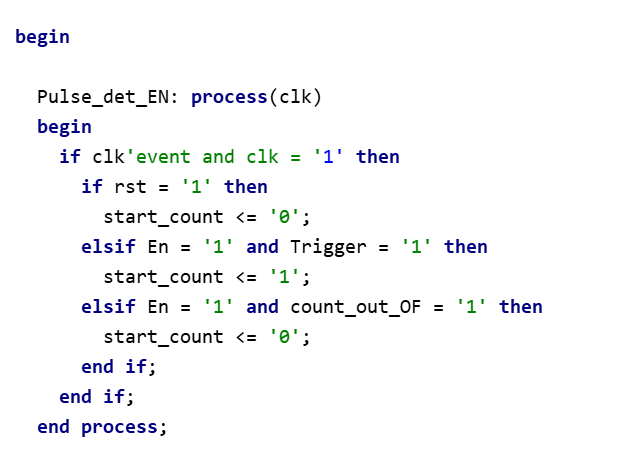 begin
Pulse_det_EN: process(clk)
begin
if clk'event and clk = '1' then
if rst = '1' then
start_count <= '0';
elsif En = '1' and Trigger = '1' then
start_count <= '1';
elsif En = '1' and count_out_OF = '1' then
start_count <= '0';
end if;
end if;
end process;